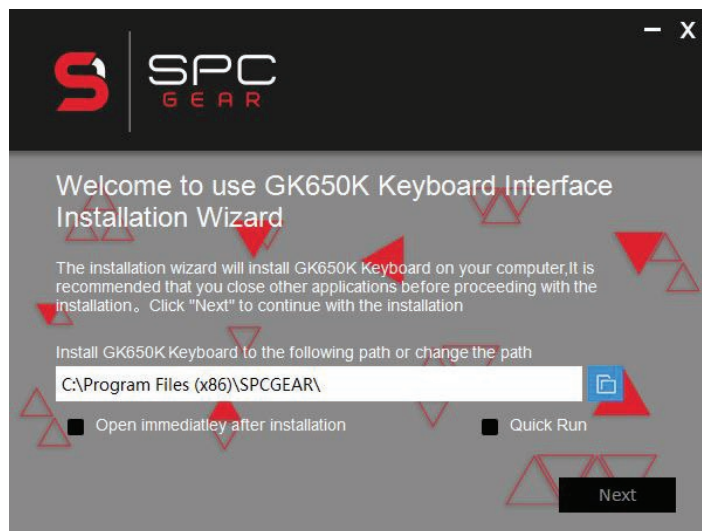 – X
SPC
GEAR
Welcome to use GK650K Keyboard Interface
Installation Wizard
The installation wizard will install GK650K Keyboard on your computer,It is
recommended that you close other applications before proceeding with the
installation。Click "Next" to continue with the installation
Install GK650K Keyboard to the following path or change the path
C:\Program Files (x86)\SPCGEAR\
Open immediatley after installation
Quick Run
Next